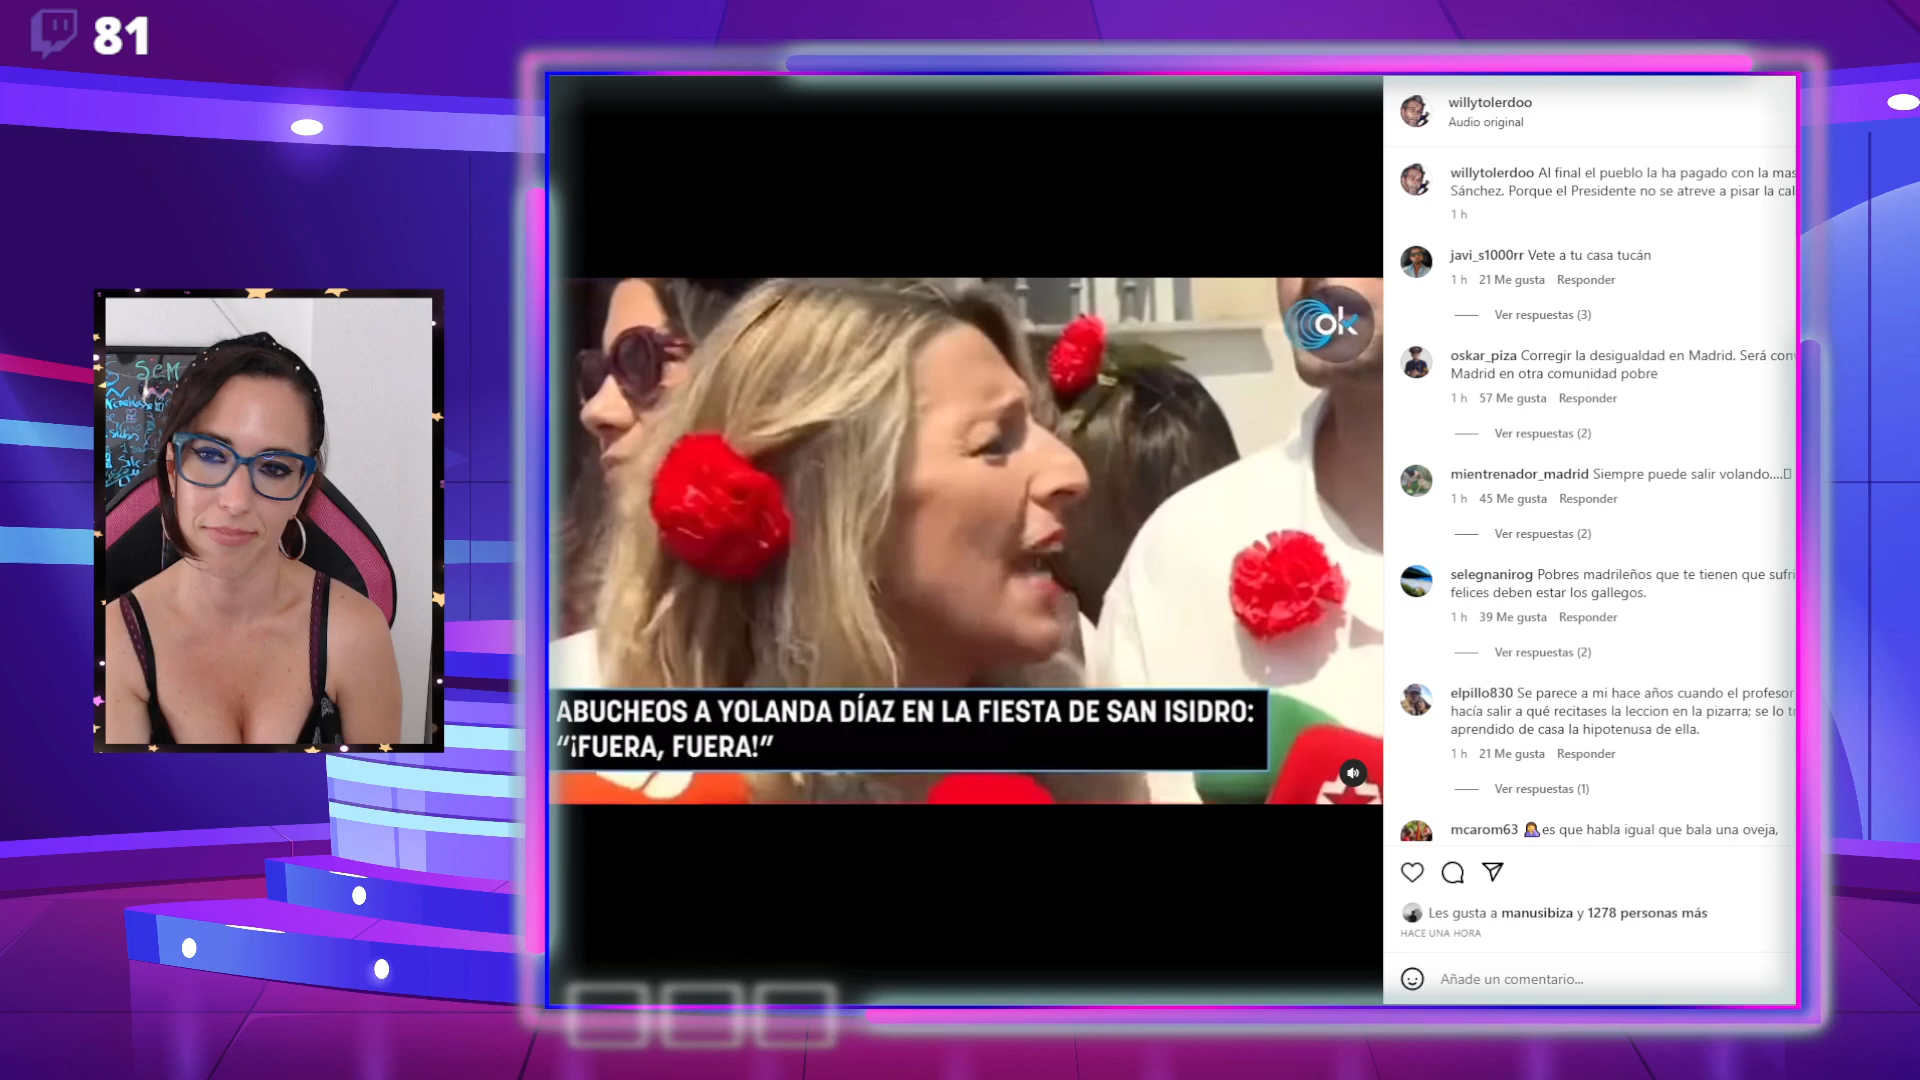 81
SEM
ok
ABUCHEOS A YOLANDA DÍAZ EN LA FIESTA DE SAN ISIDRO:
“¡FUERA, FUERA!”
willytolerdoo
Audio original
willytolerdoo Al final el pueblo la ha pagado con la mas
Sánchez. Porque el Presidente no se atreve a pisar la cal
1 h
javi_s1000rr Vete a tu casa tucán
1 h 21 Me gusta Responder
Ver respuestas (3)
oskar_piza Corregir la desigualdad en Madrid. Será conv
Madrid en otra comunidad pobre
1 h 57 Me gusta Responder
Ver respuestas (2)
mientrenador_madrid Siempre puede salir volando....
1 h 45 Me gusta Responder
Ver respuestas (2)
selegnanirog Pobres madrileños que te tienen que sufri
felices deben estar los gallegos.
1 h 39 Me gusta Responder
Ver respuestas (2)
elpillo830 Se parece a mi hace años cuando el profesor
hacía salir a qué recitases la leccion en la pizarra; se lo tr
aprendido de casa la hipotenusa de ella.
1 h 21 Me gusta Responder
Ver respuestas (1)
mcarom63 🤦‍♀️es que habla igual que bala una oveja,
Les gusta a manusibiza y 1278 personas más
HACE UNA HORA
Añade un comentario...